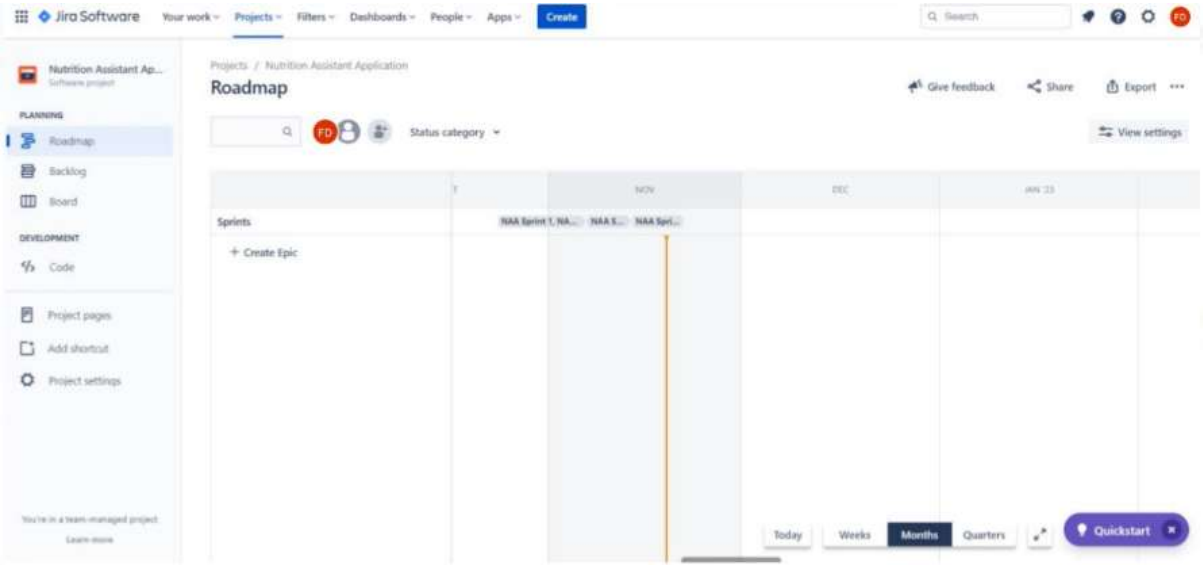 Jira Software Your work Projects Filters Dashboards People Apps Create Search FD
Nutrition Assistant Ap...
Software project
PLANNING
Roadmap
Backlog
Board
DEVELOPMENT
Code
Project pages
Add shortcut
Project settings
You're in a team-managed project
Learn more
Projects / Nutrition Assistant Application
Roadmap
Give feedback Share Export
FD Status category View settings
T NOV DEC JAN '23
Sprints NAA Sprint 1, NA... NAA S... NAA Spri...
+ Create Epic
Today Weeks Months Quarters Quickstart